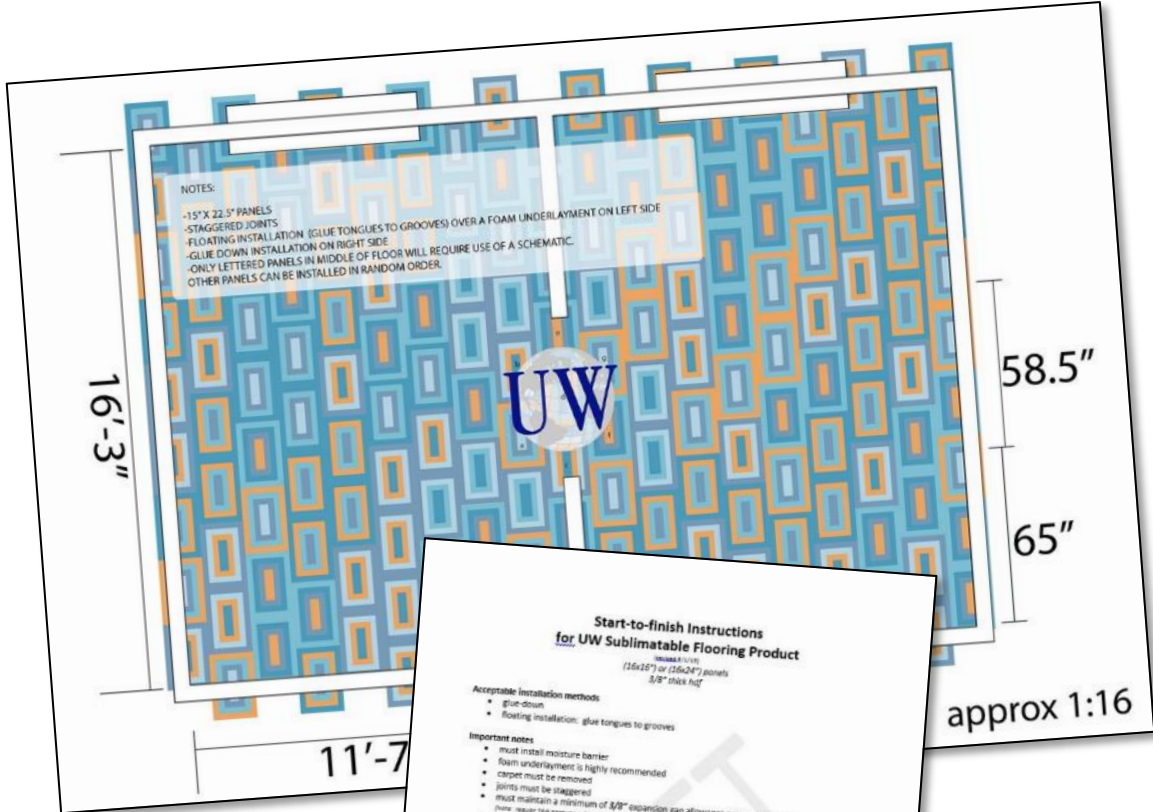 NOTES:
-15" X 22.5" PANELS
-STAGGERED JOINTS
-FLOATING INSTALLATION (GLUE TONGUES TO GROOVES) OVER A FOAM UNDERLAYMENT ON LEFT SIDE
-GLUE DOWN INSTALLATION ON RIGHT SIDE
-ONLY LETTERED PANELS IN MIDDLE OF FLOOR WILL REQUIRE USE OF A SCHEMATIC.
OTHER PANELS CAN BE INSTALLED IN RANDOM ORDER.
16'-3"
UW
58.5"
65"
11'-7
approx 1:16
Start-to-finish Instructions
for UW Sublimatable Flooring Product
(16x16") or (16x24") panels
3/8" thick hdf
Acceptable installation methods
• glue-down
• floating installation: glue tongues to grooves
Important notes
• must install moisture barrier
• foam underlayment is highly recommended
• carpet must be removed
• joints must be staggered
• must maintain a minimum of 3/8" expansion gap